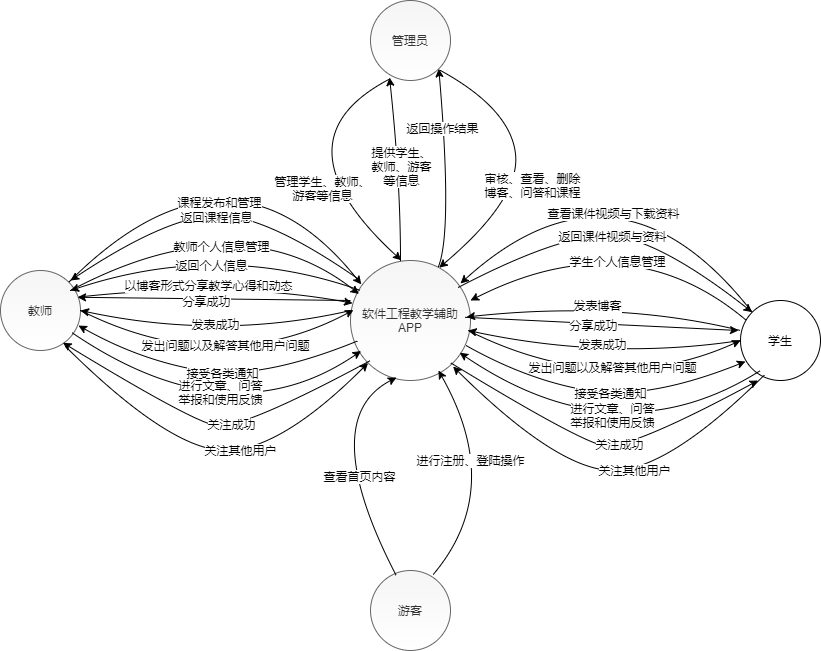 管理员
返回操作结果
提供学生、
教师、游客
等信息
管理学生、教师、
游客等信息
审核、查看、删除
博客、问答和课程
课程发布和管理
返回课程信息
教师个人信息管理
返回个人信息
以博客形式分享教学心得和动态
分享成功
发表成功
发出问题以及解答其他用户问题
接受各类通知
进行文章、问答
举报和使用反馈
关注成功
关注其他用户
教师
软件工程教学辅助
APP
查看课件视频与下载资料
返回课件视频与资料
学生个人信息管理
发表博客
分享成功
发表成功
发出问题以及解答其他用户问题
接受各类通知
进行文章、问答
举报和使用反馈
关注成功
关注其他用户
学生
查看首页内容
进行注册、登陆操作
游客